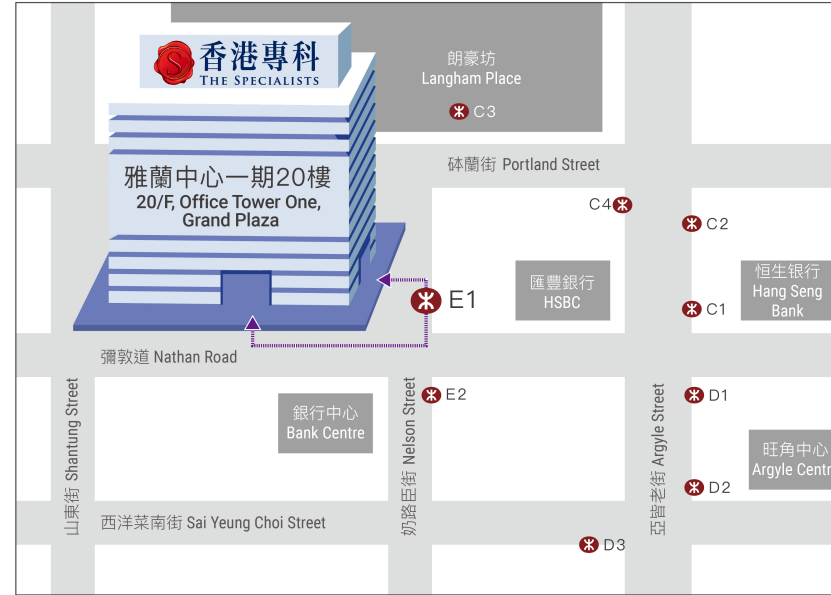 香港專科
THE SPECIALISTS
朗豪坊
Langham Place
C3
雅蘭中心一期20樓
20/F, Office Tower One,
Grand Plaza
砵蘭街 Portland Street
C4
C2
匯豐銀行
HSBC
恒生银行
Hang Seng
Bank
E1
C1
彌敦道 Nathan Road
E2
D1
銀行中心
Bank Centre
旺角中心
Argyle Centr
山東街 Shantung Street
奶路臣街 Nelson Street
亞皆老街 Argyle Street
D2
西洋菜南街 Sai Yeung Choi Street
D3